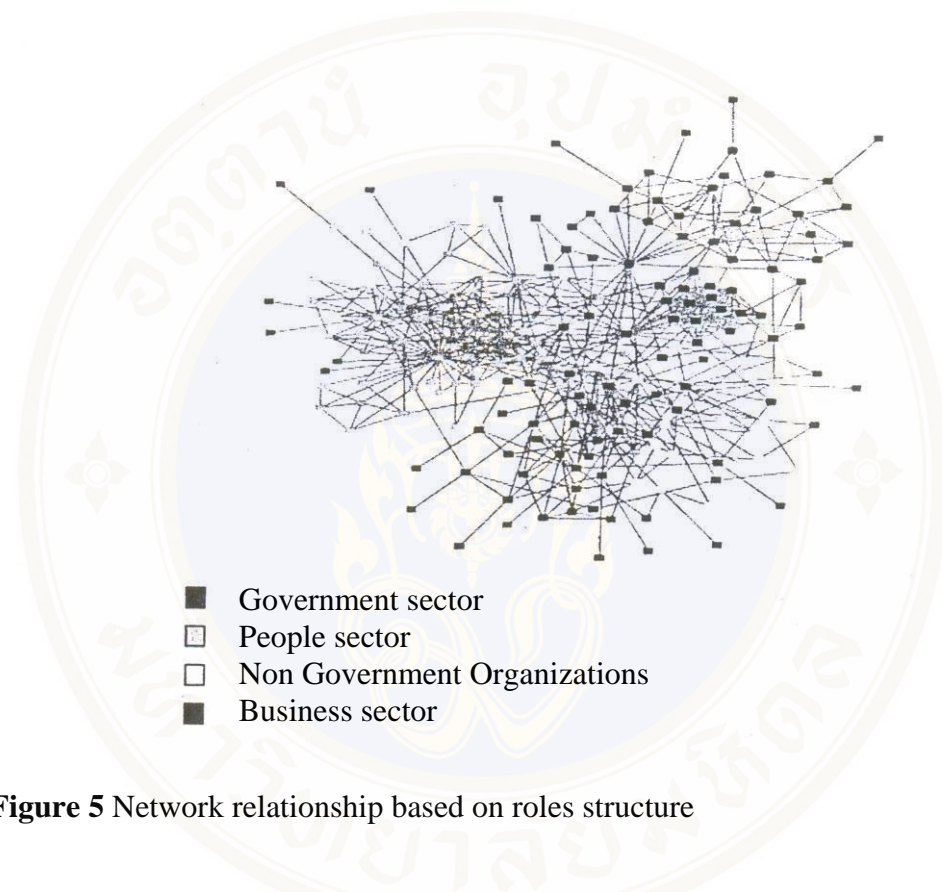 Government sector
People sector
Non Government Organizations
Business sector
Figure 5 Network relationship based on roles structure